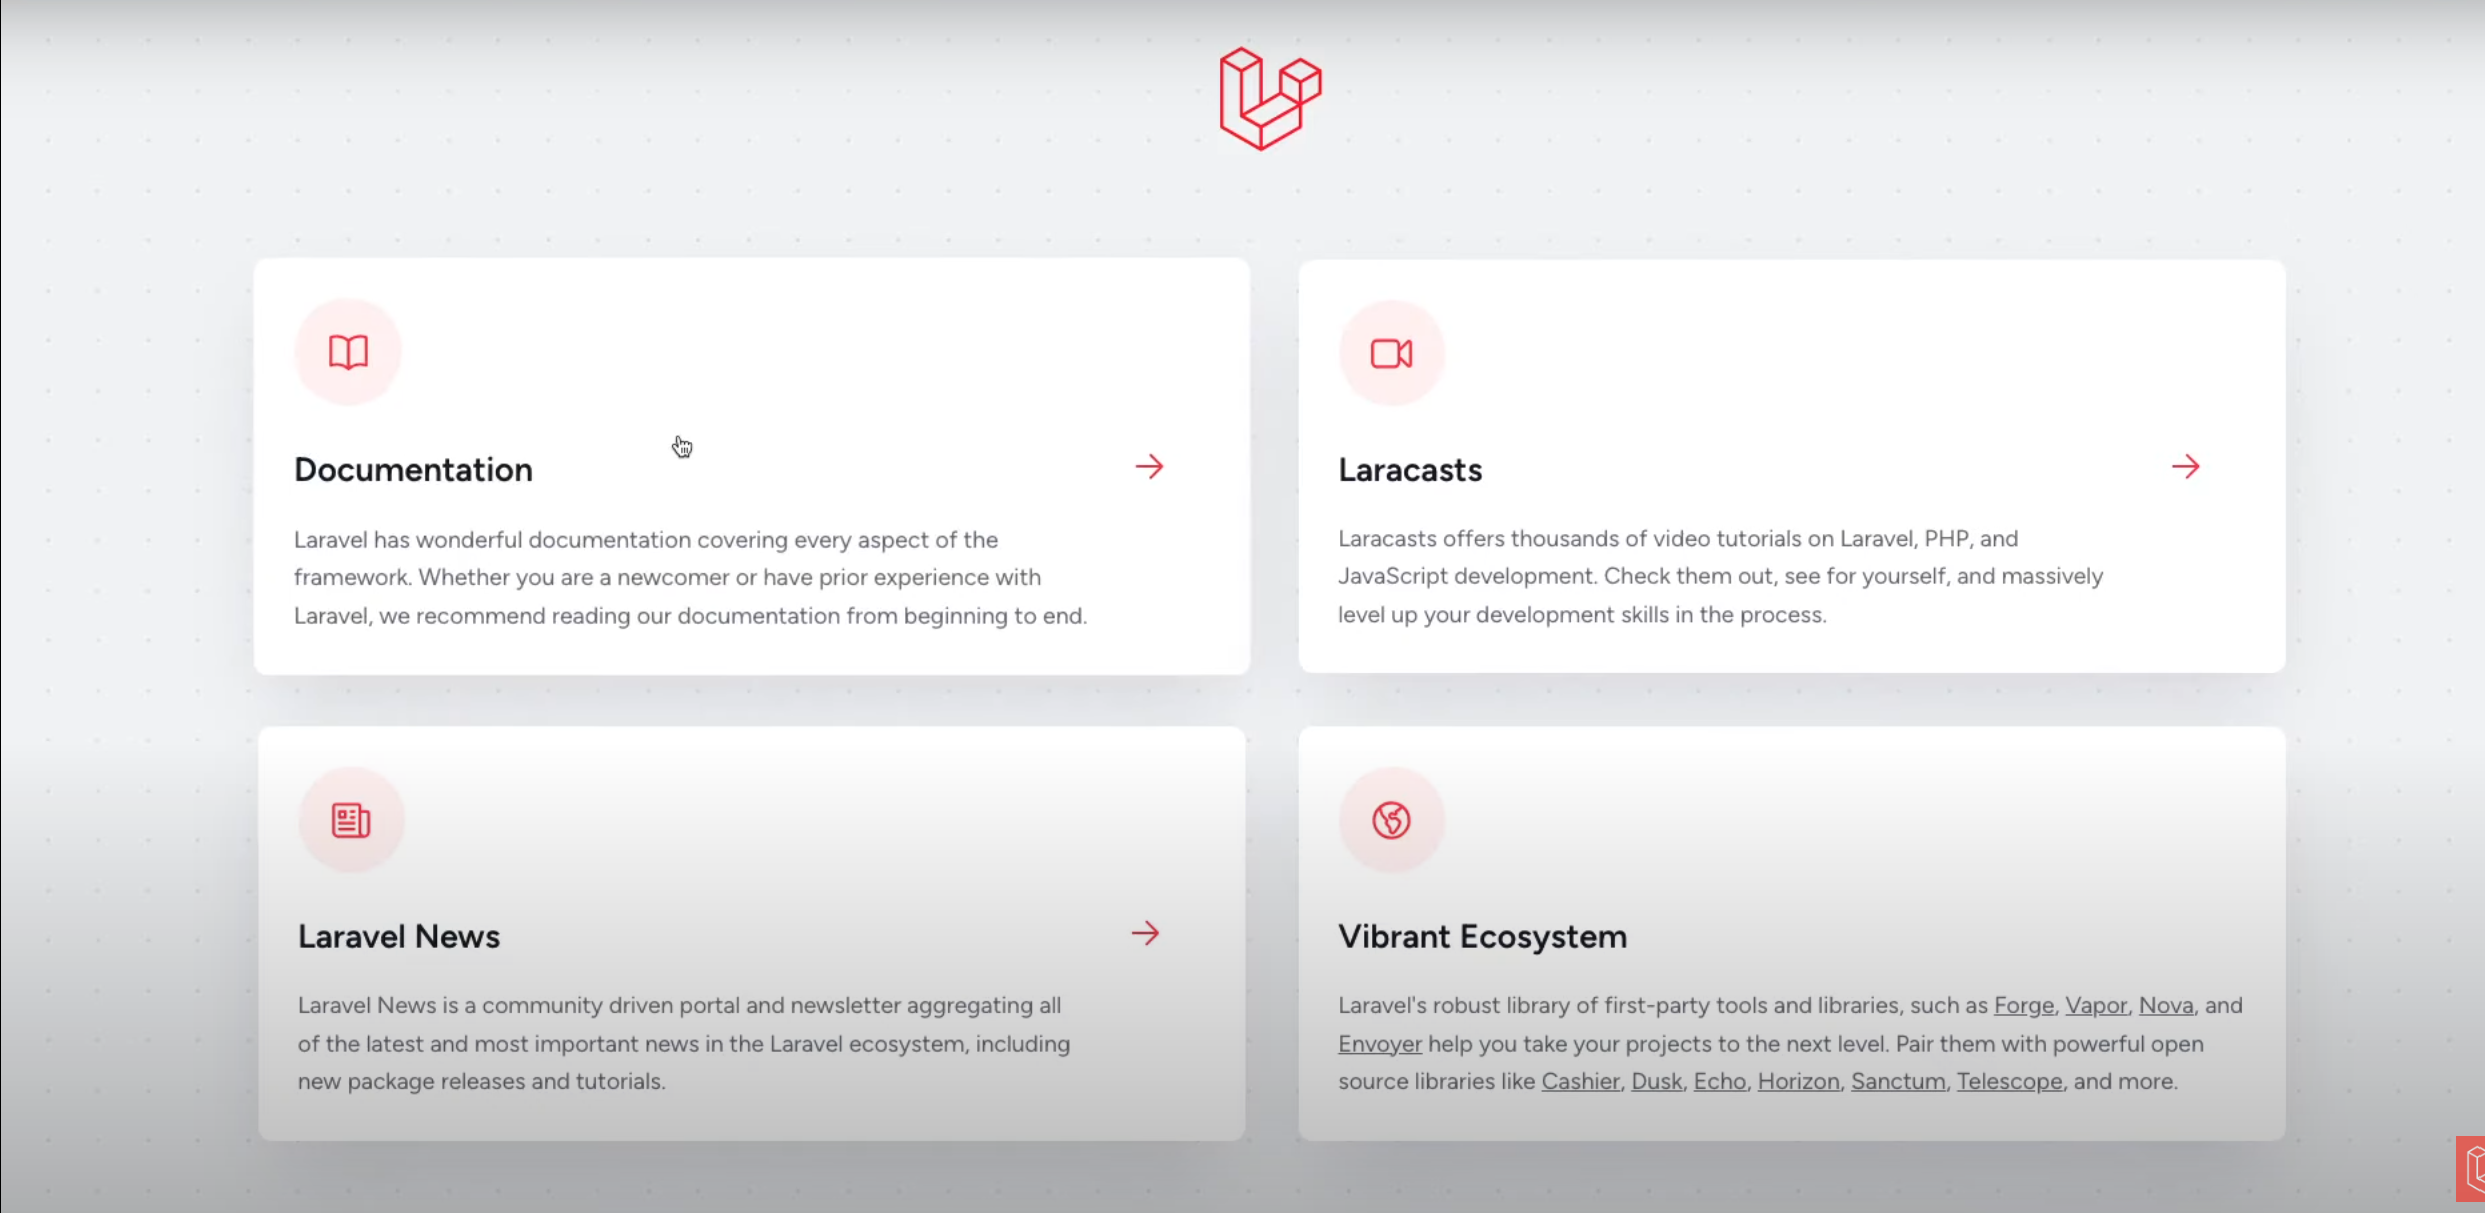 Documentation
Laravel has wonderful documentation covering every aspect of the
framework. Whether you are a newcomer or have prior experience with
Laravel, we recommend reading our documentation from beginning to end.
Laracasts
Laracasts offers thousands of video tutorials on Laravel, PHP, and
JavaScript development. Check them out, see for yourself, and massively
level up your development skills in the process.
Laravel News
Laravel News is a community driven portal and newsletter aggregating all
of the latest and most important news in the Laravel ecosystem, including
new package releases and tutorials.
Vibrant Ecosystem
Laravel's robust library of first-party tools and libraries, such as Forge, Vapor, Nova, and
Envoyer help you take your projects to the next level. Pair them with powerful open
source libraries like Cashier, Dusk, Echo, Horizon, Sanctum, Telescope, and more.